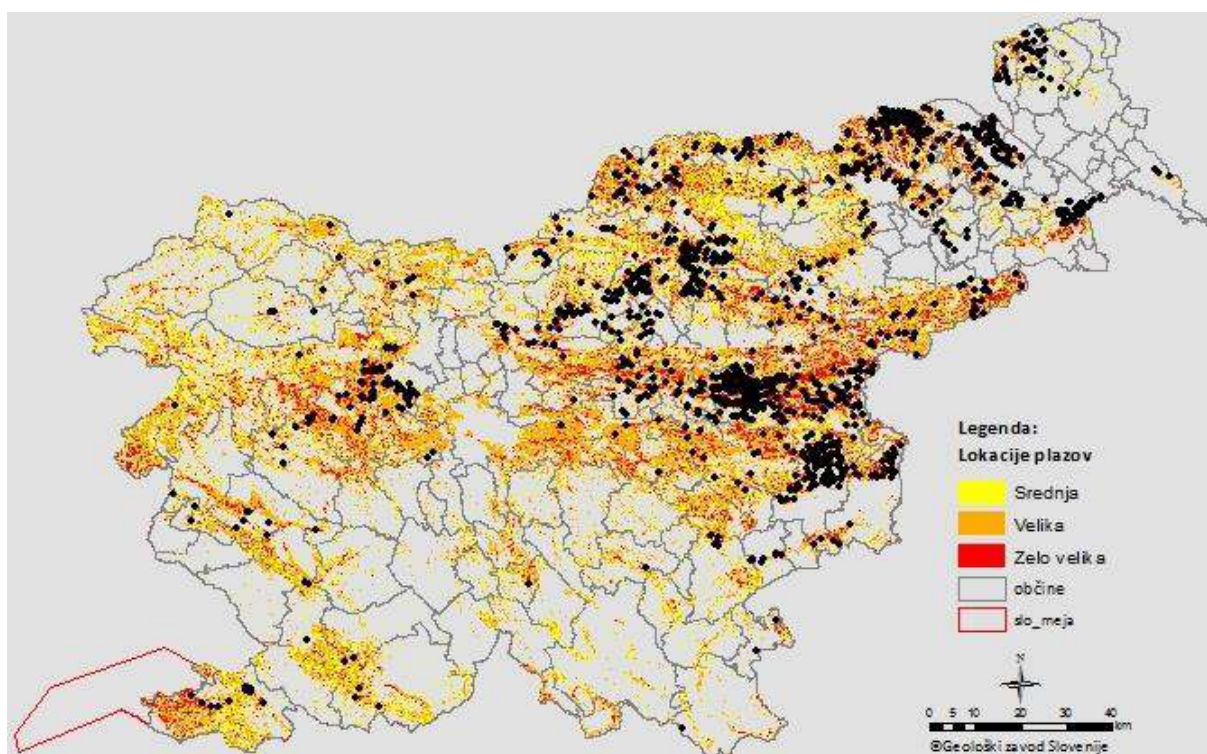 Legenda:
Lokacije plazov
Srednja
Velika
Zelo velika
občine
slo_meja
N
0 5 10 20 30 40
km
©Geološki zavod Slovenije